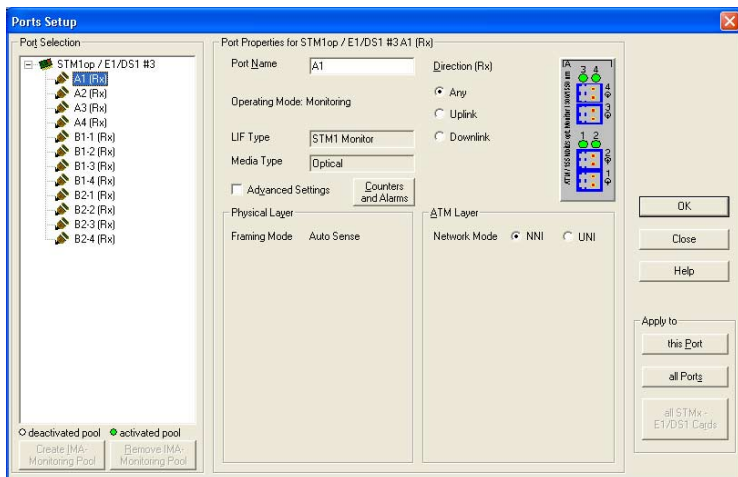 Ports Setup
Port Selection
STM1op / E1/DS1 #3
A1 (Rx)
A2 (Rx)
A3 (Rx)
A4 (Rx)
B1-1 (Rx)
B1-2 (Rx)
B1-3 (Rx)
B1-4 (Rx)
B2-1 (Rx)
B2-2 (Rx)
B2-3 (Rx)
B2-4 (Rx)
deactivated pool activated pool
Create IMA-
Monitoring Pool
Remove IMA-
Monitoring Pool
Port Properties for STM1op / E1/DS1 #3 A1 (Rx)
Port Name A1
Operating Mode: Monitoring
LIF Type STM1 Monitor
Media Type Optical
Advanced Settings
Counters
and Alarms
Direction (Rx)
Any
Uplink
Downlink
A
3 4
4
3
1 2
2
1
Physical Layer
Framing Mode Auto Sense
ATM Layer
Network Mode NNI UNI
OK
Close
Help
Apply to
this Port
all Ports
all STMx -
E1/DS1 Cards